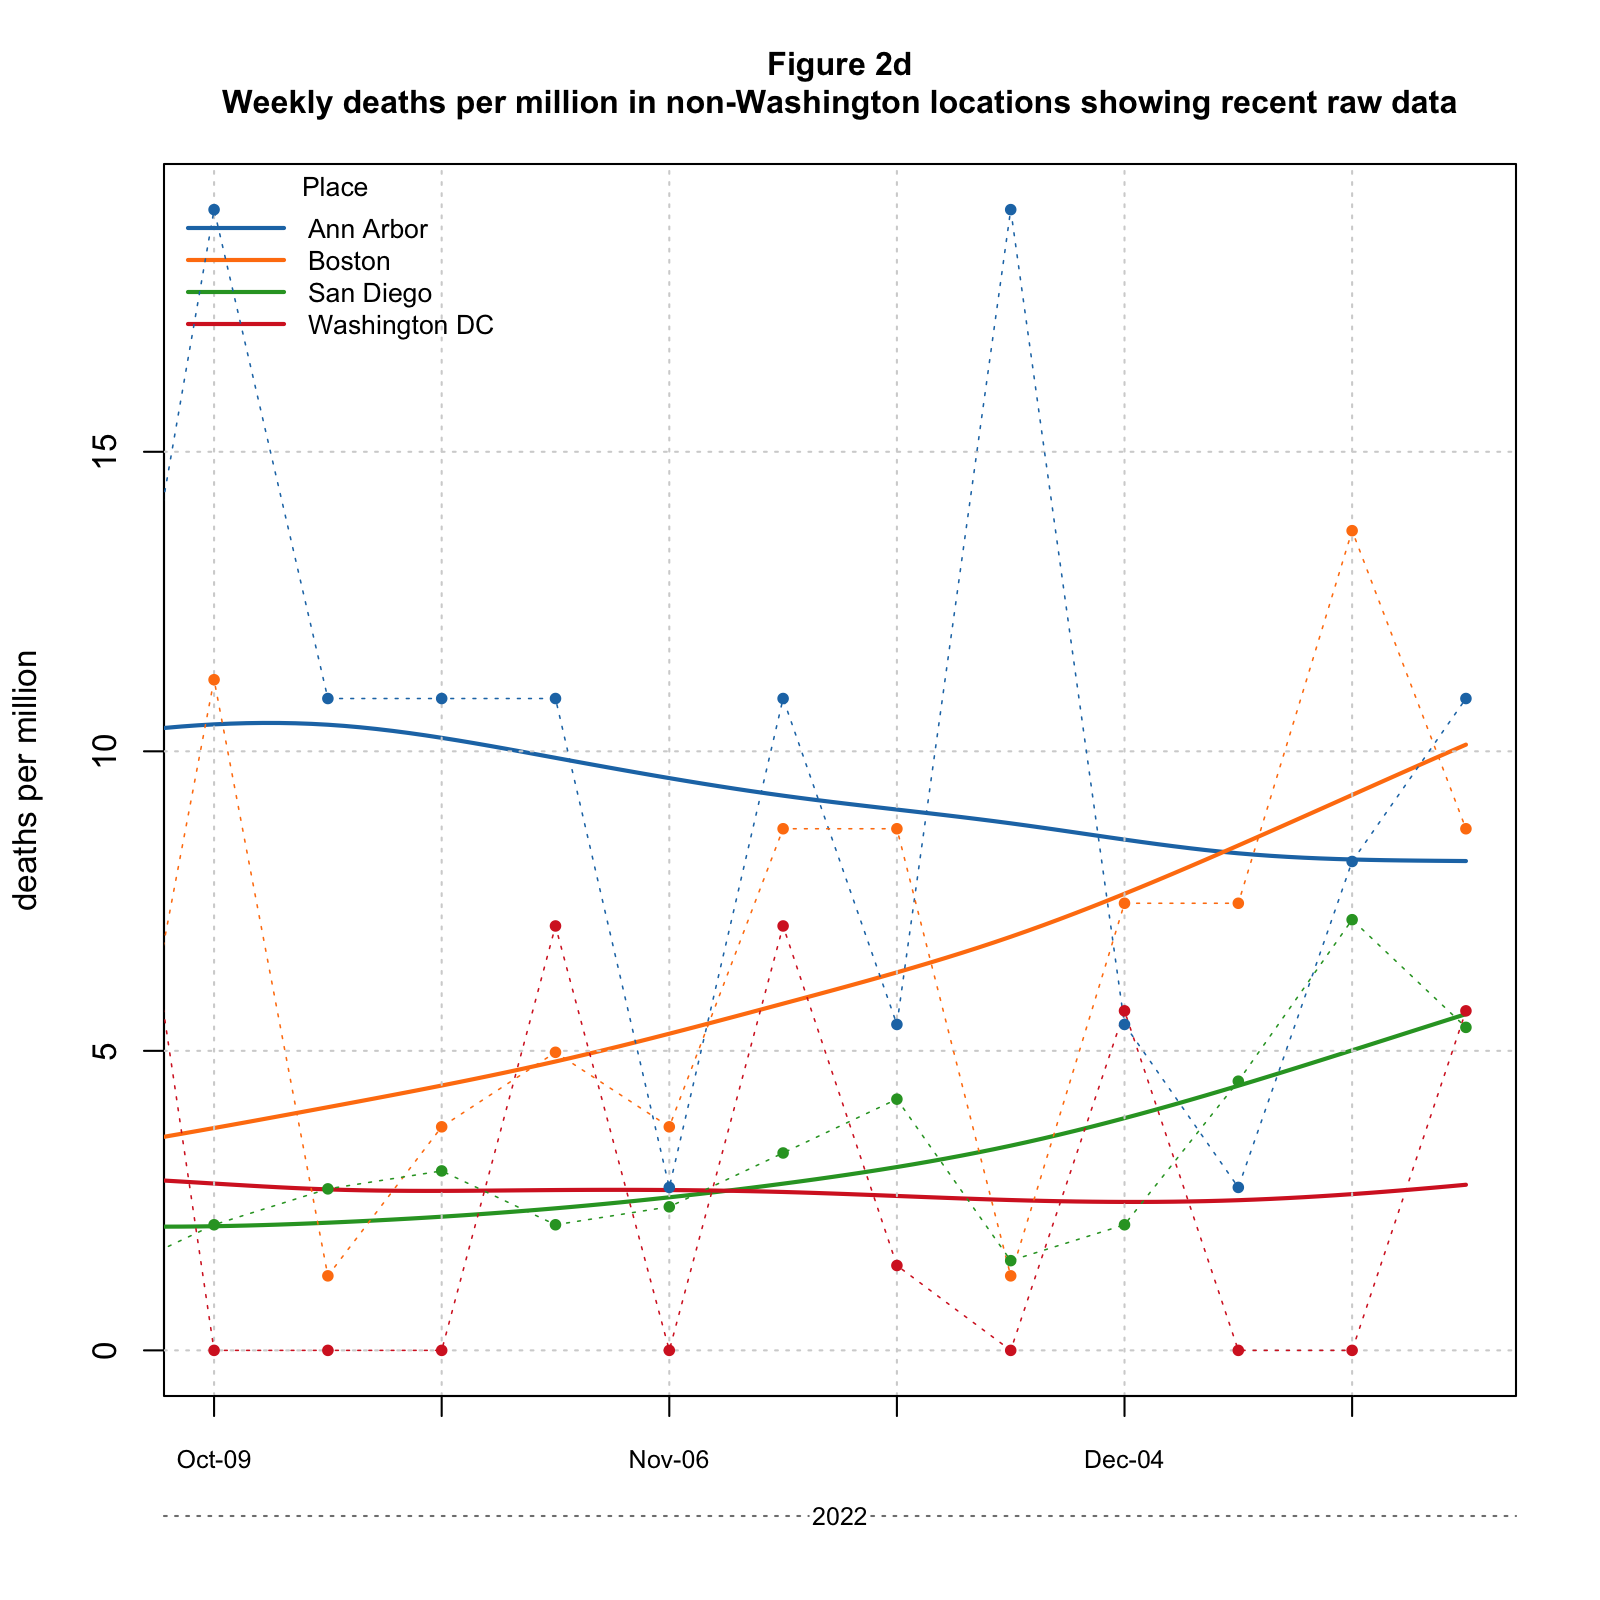 Figure 2d
Weekly deaths per million in non-Washington locations showing recent raw data
Place
Ann Arbor
Boston
San Diego
Washington DC
deaths per million
15
10
5
0
Oct-09
Nov-06
Dec-04
2022